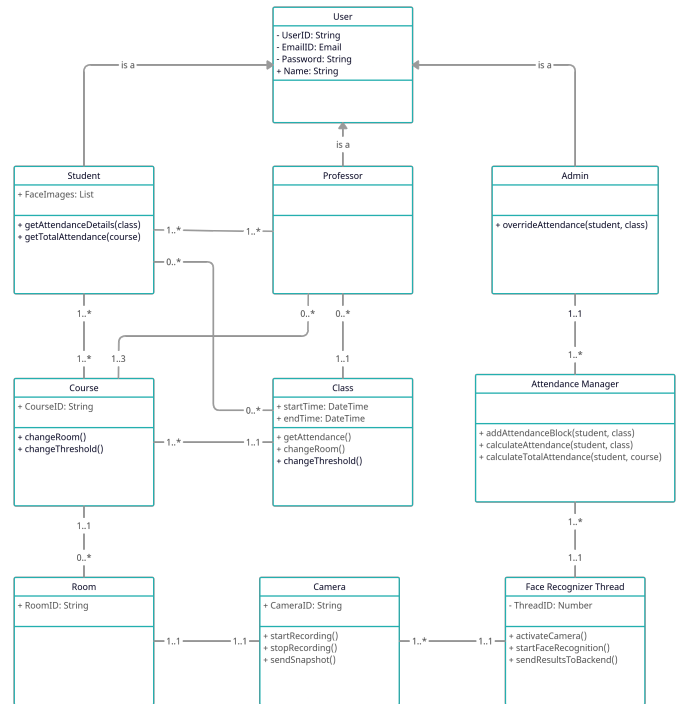 User
- UserID: String
- EmailID: Email
- Password: String
+ Name: String
is a
is a
is a
Student
+ FaceImages: List
+ getAttendanceDetails(class)
+ getTotalAttendance(course)
Professor
Admin
+ overrideAttendance(student, class)
1..*
1..*
0..*
1..*
0..*
0..*
1..1
1..*
1..3
1..1
1..*
Course
+ CourseID: String
+ changeRoom()
+ changeThreshold()
0..*
Class
+ startTime: DateTime
+ endTime: DateTime
+ getAttendance()
+ changeRoom()
+ changeThreshold()
1..*
1..1
Attendance Manager
+ addAttendanceBlock(student, class)
+ calculateAttendance(student, class)
+ calculateTotalAttendance(student, course)
1..1
0..*
1..*
1..1
Room
+ RoomID: String
1..1
1..1
Camera
+ CameraID: String
+ startRecording()
+ stopRecording()
+ sendSnapshot()
1..*
1..1
Face Recognizer Thread
- ThreadID: Number
+ activateCamera()
+ startFaceRecognition()
+ sendResultsToBackend()